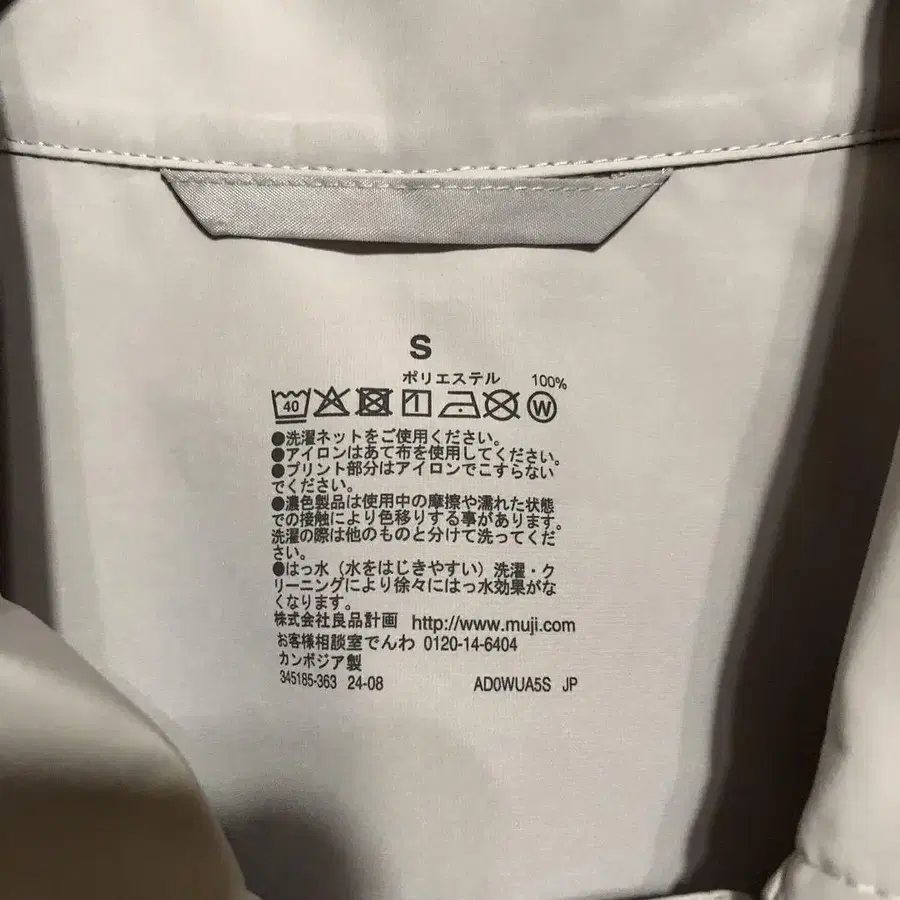 S
ポリエステル 100%
40 W
●洗濯ネットをご使用ください。
●アイロンはあて布を使用してください。
●プリント部分はアイロンでこすらない
でください。
●濃色製品は使用中の摩擦や濡れた状態
での接触により色移りする事があります。
洗濯の際は他のものと分けて洗ってくだ
さい。
●はっ水（水をはじきやすい）洗濯・ク
リーニングにより徐々にはっ水効果がな
くなります。
株式会社良品計画 http://www.muji.com
お客様相談室でんわ 0120-14-6404
カンボジア製
345185-363 24-08 AD0WUA5S JP